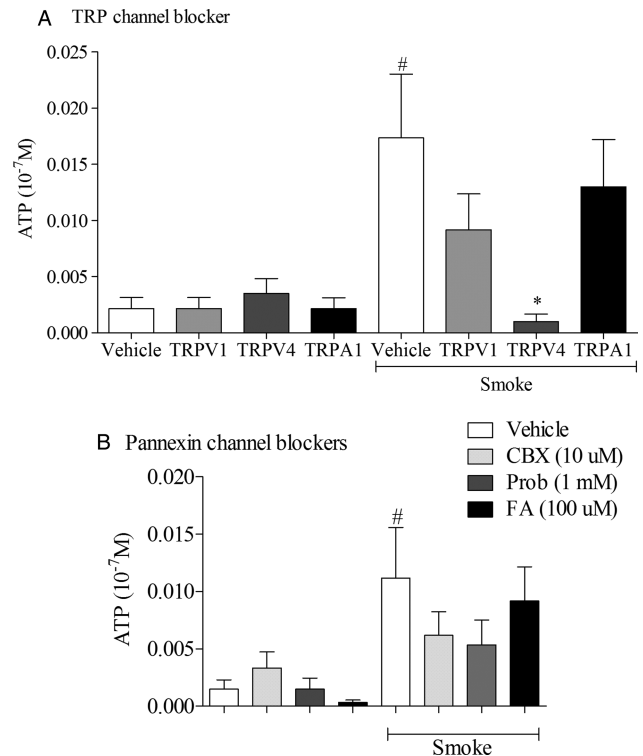 A TRP channel blocker
0.025
0.020
0.015
0.010
0.005
0.000
ATP (10⁻⁷M)
#
*
Vehicle TRPV1 TRPV4 TRPA1 Vehicle TRPV1 TRPV4 TRPA1
Smoke
B Pannexin channel blockers
Vehicle
CBX (10 uM)
Prob (1 mM)
FA (100 uM)
0.020
0.015
0.010
0.005
0.000
ATP (10⁻⁷M)
#
Smoke